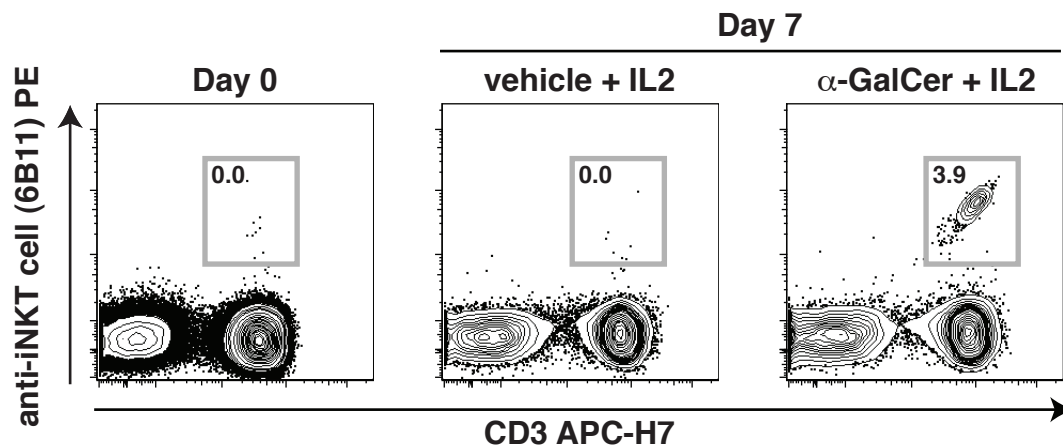 Day 7
Day 0
vehicle + IL2
α-GalCer + IL2
anti-iNKT cell (6B11) PE
0.0
0.0
3.9
CD3 APC-H7